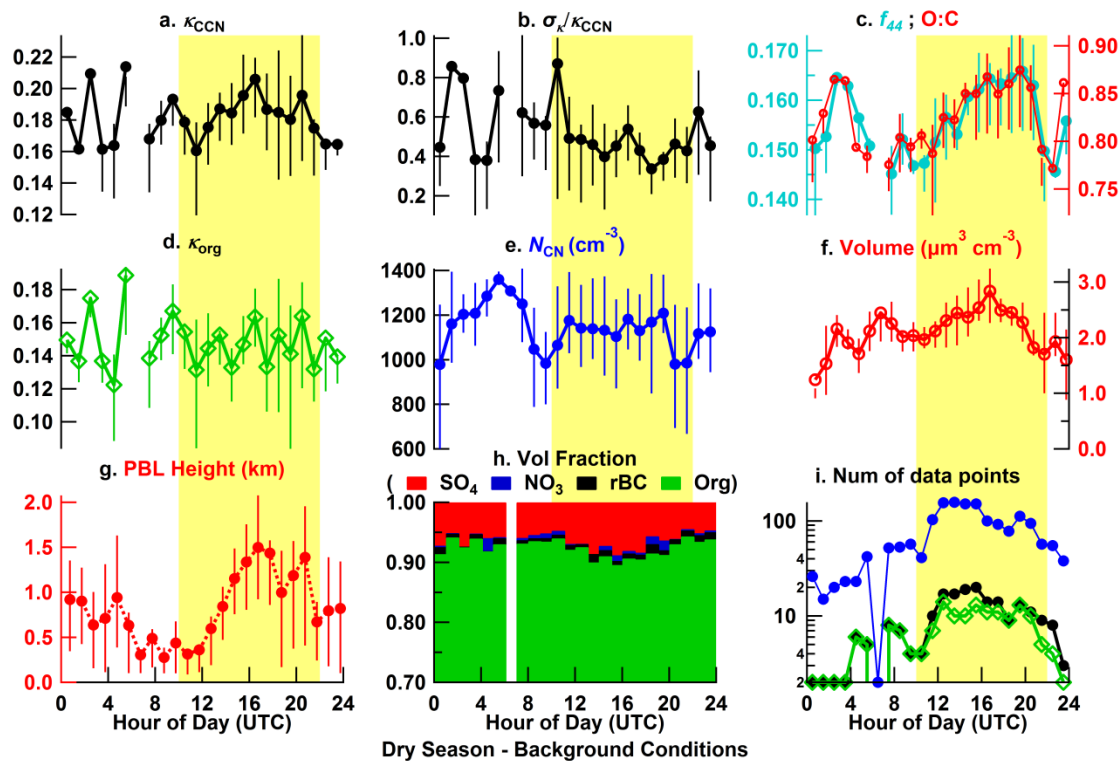 a. κCCN
b. σκ/κCCN
c. f44 ; O:C
0.22
0.20
0.18
0.16
0.14
0.12
1.0
0.8
0.6
0.4
0.2
0.170
0.160
0.150
0.140
0.90
0.85
0.80
0.75
d. κorg
e. NCN (cm-3)
f. Volume (μm3 cm-3)
0.18
0.16
0.14
0.12
0.10
1400
1200
1000
800
600
3.0
2.0
1.0
0.0
g. PBL Height (km)
h. Vol Fraction
( SO4 NO3 rBC Org)
i. Num of data points
2.0
1.5
1.0
0.5
0.0
1.00
0.90
0.80
0.70
100
4
2
10
4
2
0 4 8 12 16 20 24
0 4 8 12 16 20 24
0 4 8 12 16 20 24
Hour of Day (UTC)
Hour of Day (UTC)
Hour of Day (UTC)
Dry Season - Background Conditions